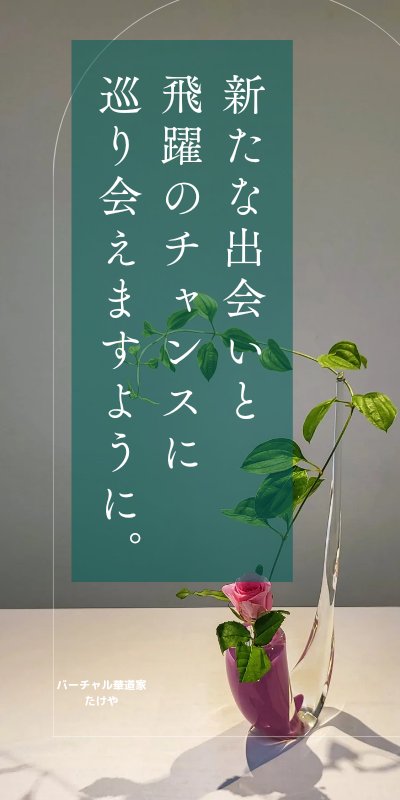 新たな出会いと
飛躍のチャンスに
巡り会えますように。
バーチャル華道家
たけや